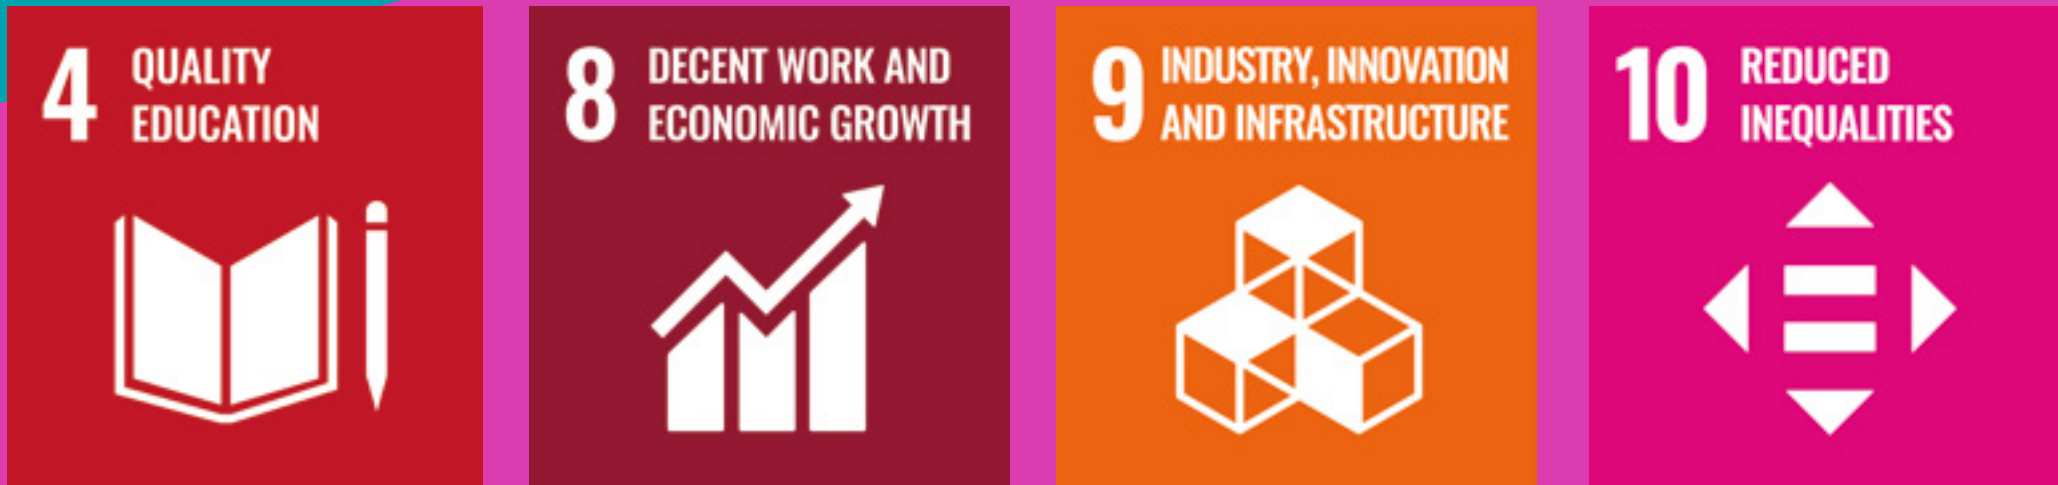 4 QUALITY
EDUCATION
8 DECENT WORK AND
ECONOMIC GROWTH
9 INDUSTRY, INNOVATION
AND INFRASTRUCTURE
10 REDUCED
INEQUALITIES